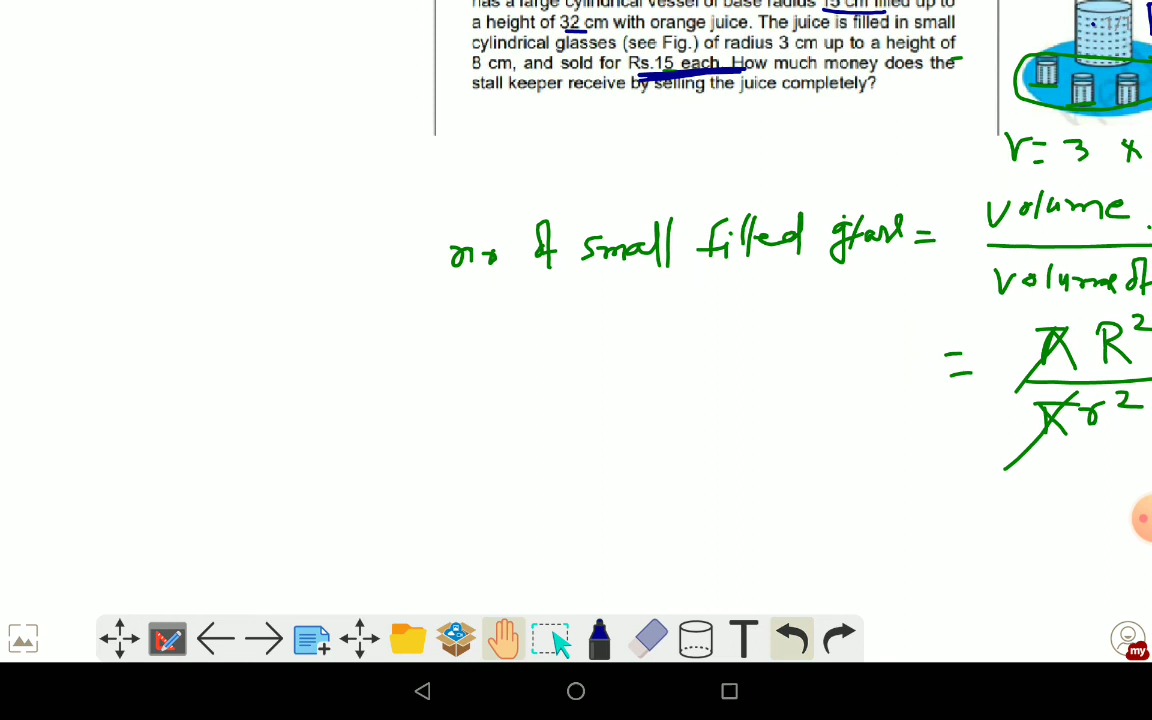 has a large cylindrical vessel of base radius 15 cm filled up to
a height of 32 cm with orange juice. The juice is filled in small
cylindrical glasses (see Fig.) of radius 3 cm up to a height of
8 cm, and sold for Rs.15 each. How much money does the
stall keeper receive by selling the juice completely?
r = 3 ×
of small filled = volume
volume of
= π R²
π r²
T
my